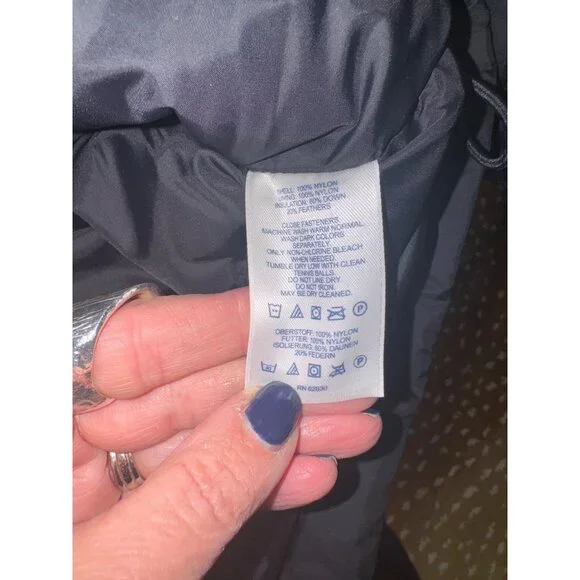 SHELL: 100% NYLON
LINING: 100% NYLON
INSULATION: 80% DOWN
20% FEATHERS
CLOSE FASTENERS.
MACHINE WASH WARM NORMAL.
WASH DARK COLORS
SEPARATELY.
ONLY NON-CHLORINE BLEACH
WHEN NEEDED.
TUMBLE DRY LOW WITH CLEAN
TENNIS BALLS.
DO NOT LINE DRY.
DO NOT IRON.
MAY BE DRY CLEANED.
P
OBERSTOFF: 100% NYLON
FUTTER: 100% NYLON
ISOLIERUNG: 80% DAUNEN
20% FEDERN
P